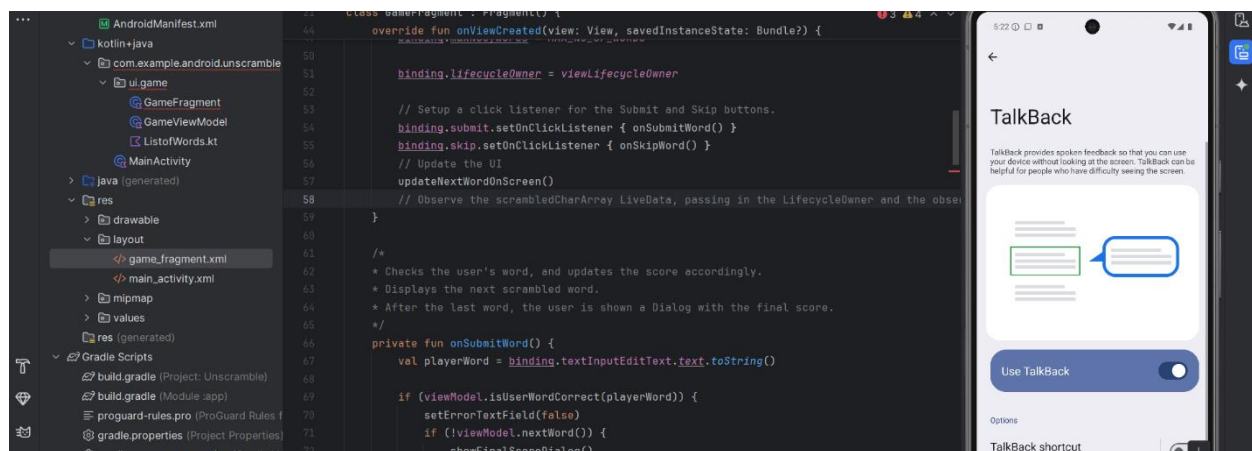 AndroidManifest.xml
kotlin+java
com.example.android.unscramble
ui.game
GameFragment
GameViewModel
ListofWords.kt
MainActivity
java (generated)
res
drawable
layout
game_fragment.xml
main_activity.xml
mipmap
values
res (generated)
Gradle Scripts
build.gradle (Project: Unscramble)
build.gradle (Module :app)
proguard-rules.pro (ProGuard Rules f
gradle.properties (Project Properties)
21 class GameFragment : Fragment() {
3 4
44 override fun onViewCreated(view: View, savedInstanceState: Bundle?) {
50
51 binding.lifecycleOwner = viewLifecycleOwner
52
53 // Setup a click listener for the Submit and Skip buttons.
54 binding.submit.setOnClickListener { onSubmitWord() }
55 binding.skip.setOnClickListener { onSkipWord() }
56 // Update the UI
57 updateNextWordOnScreen()
58 // Observe the scrambledCharArray LiveData, passing in the LifecycleOwner and the obse
59 }
60
61 /*
62 * Checks the user's word, and updates the score accordingly.
63 * Displays the next scrambled word.
64 * After the last word, the user is shown a Dialog with the final score.
65 */
66 private fun onSubmitWord() {
67 val playerWord = binding.textInputEditText.text.toString()
68
69 if (viewModel.isUserWordCorrect(playerWord)) {
70 setErrorTextField(false)
71 if (!viewModel.nextWord()) {
showFinalScoreDialog()
5:22
TalkBack
TalkBack provides spoken feedback so that you can use
your device without looking at the screen. TalkBack can be
helpful for people who have difficulty seeing the screen.
Use TalkBack
Options
TalkBack shortcut